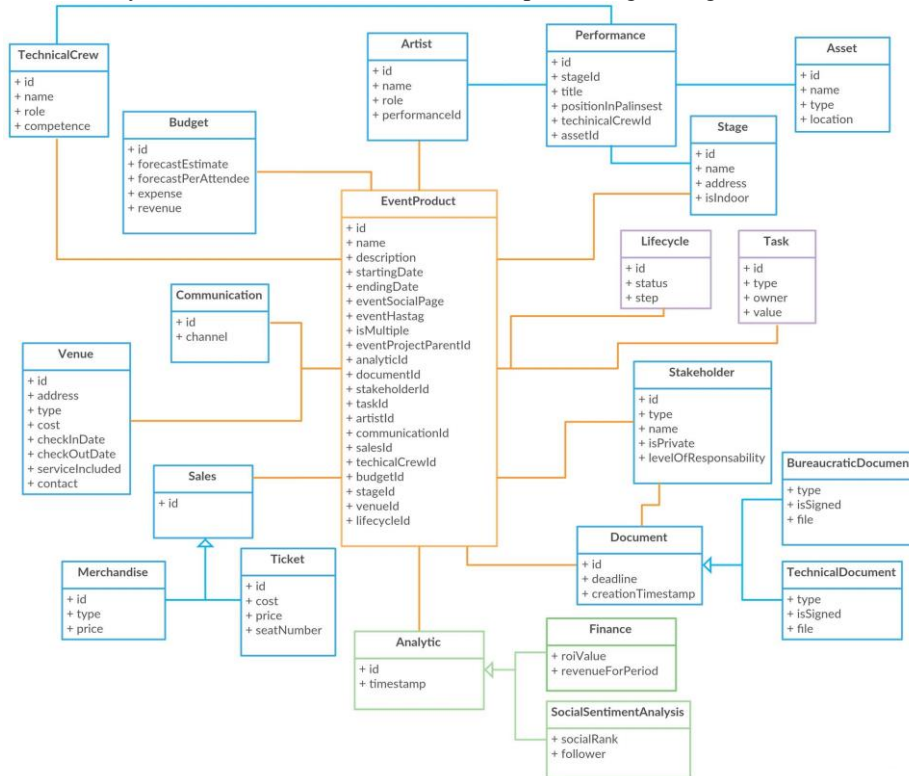 TechnicalCrew
+ id
+ name
+ role
+ competence
Budget
+ id
+ forecastEstimate
+ forecastPerAttendee
+ expense
+ revenue
Artist
+ id
+ name
+ role
+ performanceId
Performance
+ id
+ stageId
+ title
+ positionInPalinsest
+ techinicalCrewId
+ assetId
Asset
+ id
+ name
+ type
+ location
Stage
+ id
+ name
+ address
+ isIndoor
EventProduct
+ id
+ name
+ description
+ startingDate
+ endingDate
+ eventSocialPage
+ eventHastag
+ isMultiple
+ eventProjectParentId
+ analyticId
+ documentId
+ stakeholderId
+ taskId
+ artistId
+ communicationId
+ salesId
+ techicalCrewId
+ budgetId
+ stageId
+ venueId
+ lifecycleId
Lifecycle
+ id
+ status
+ step
Task
+ id
+ type
+ owner
+ value
Communication
+ id
+ channel
Venue
+ id
+ address
+ type
+ cost
+ checkInDate
+ checkOutDate
+ serviceIncluded
+ contact
Stakeholder
+ id
+ type
+ name
+ isPrivate
+ levelOfResponsability
Sales
+ id
BureaucraticDocumen
+ type
+ isSigned
+ file
Document
+ id
+ deadline
+ creationTimestamp
TechnicalDocument
+ type
+ isSigned
+ file
Merchandise
+ id
+ type
+ price
Ticket
+ id
+ cost
+ price
+ seatNumber
Analytic
+ id
+ timestamp
Finance
+ roiValue
+ revenueForPeriod
SocialSentimentAnalysis
+ socialRank
+ follower